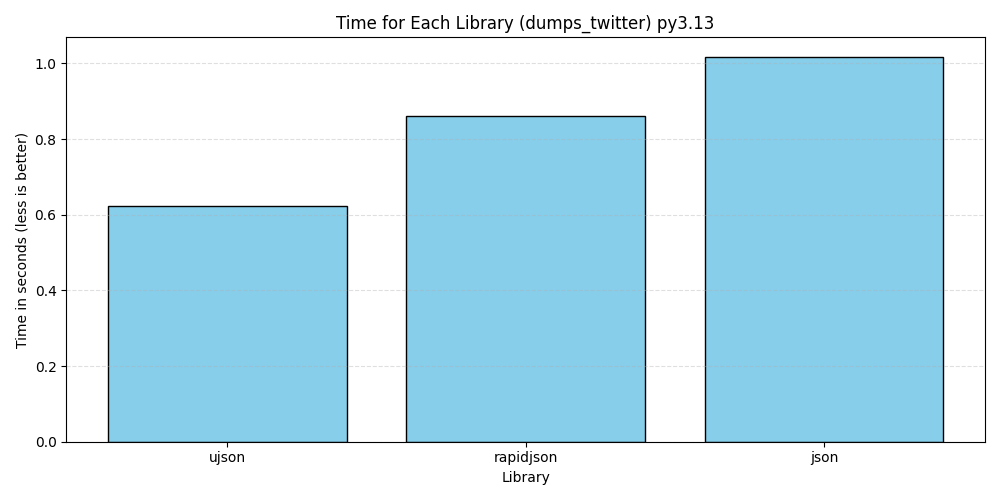 Time for Each Library (dumps_twitter) py3.13
Time in seconds (less is better)
1.0
0.8
0.6
0.4
0.2
0.0
ujson
rapidjson
json
Library